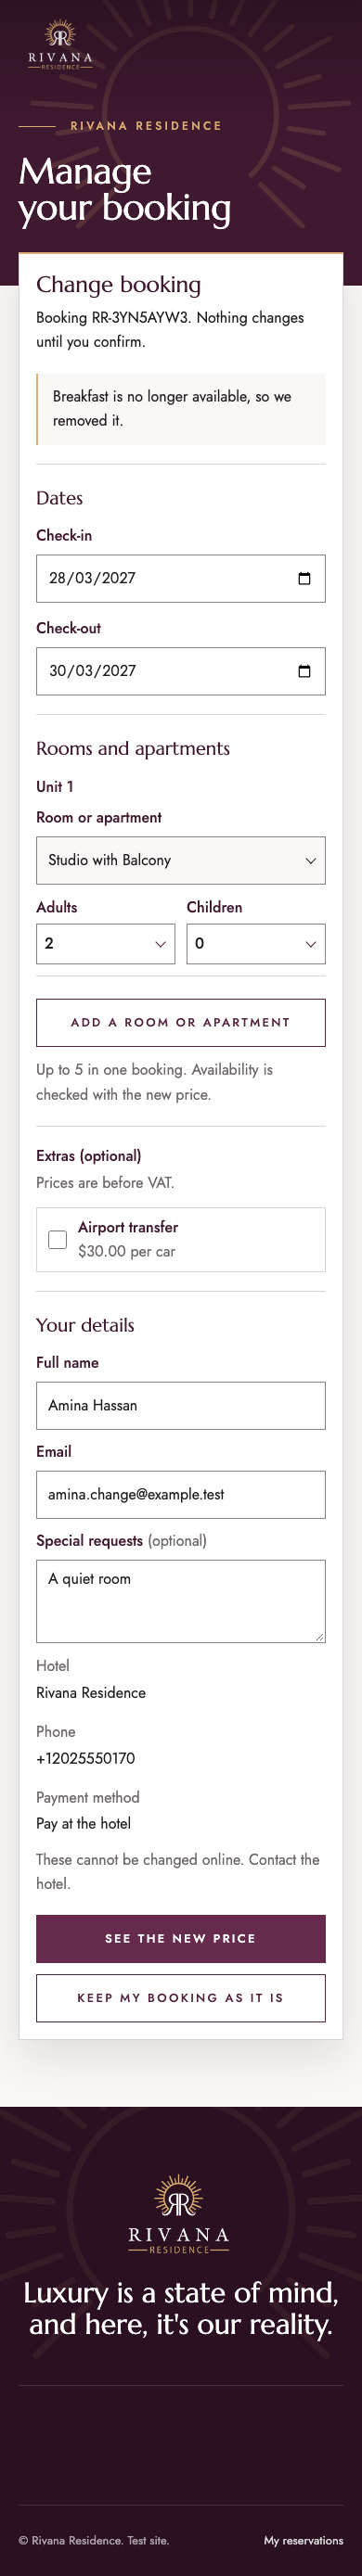 RIVANA
RESIDENCE
RIVANA RESIDENCE
Manage
your booking
Change booking
Booking RR-3YN5AYW3. Nothing changes
until you confirm.
Breakfast is no longer available, so we
removed it.
Dates
Check-in
28/03/2027
Check-out
30/03/2027
Rooms and apartments
Unit 1
Room or apartment
Studio with Balcony
Adults Children
2 0
ADD A ROOM OR APARTMENT
Up to 5 in one booking. Availability is
checked with the new price.
Extras (optional)
Prices are before VAT.
Airport transfer
$30.00 per car
Your details
Full name
Amina Hassan
Email
amina.change@example.test
Special requests (optional)
A quiet room
Hotel
Rivana Residence
Phone
+12025550170
Payment method
Pay at the hotel
These cannot be changed online. Contact the
hotel.
SEE THE NEW PRICE
KEEP MY BOOKING AS IT IS
RIVANA
RESIDENCE
Luxury is a state of mind,
and here, it's our reality.
© Rivana Residence. Test site. My reservations